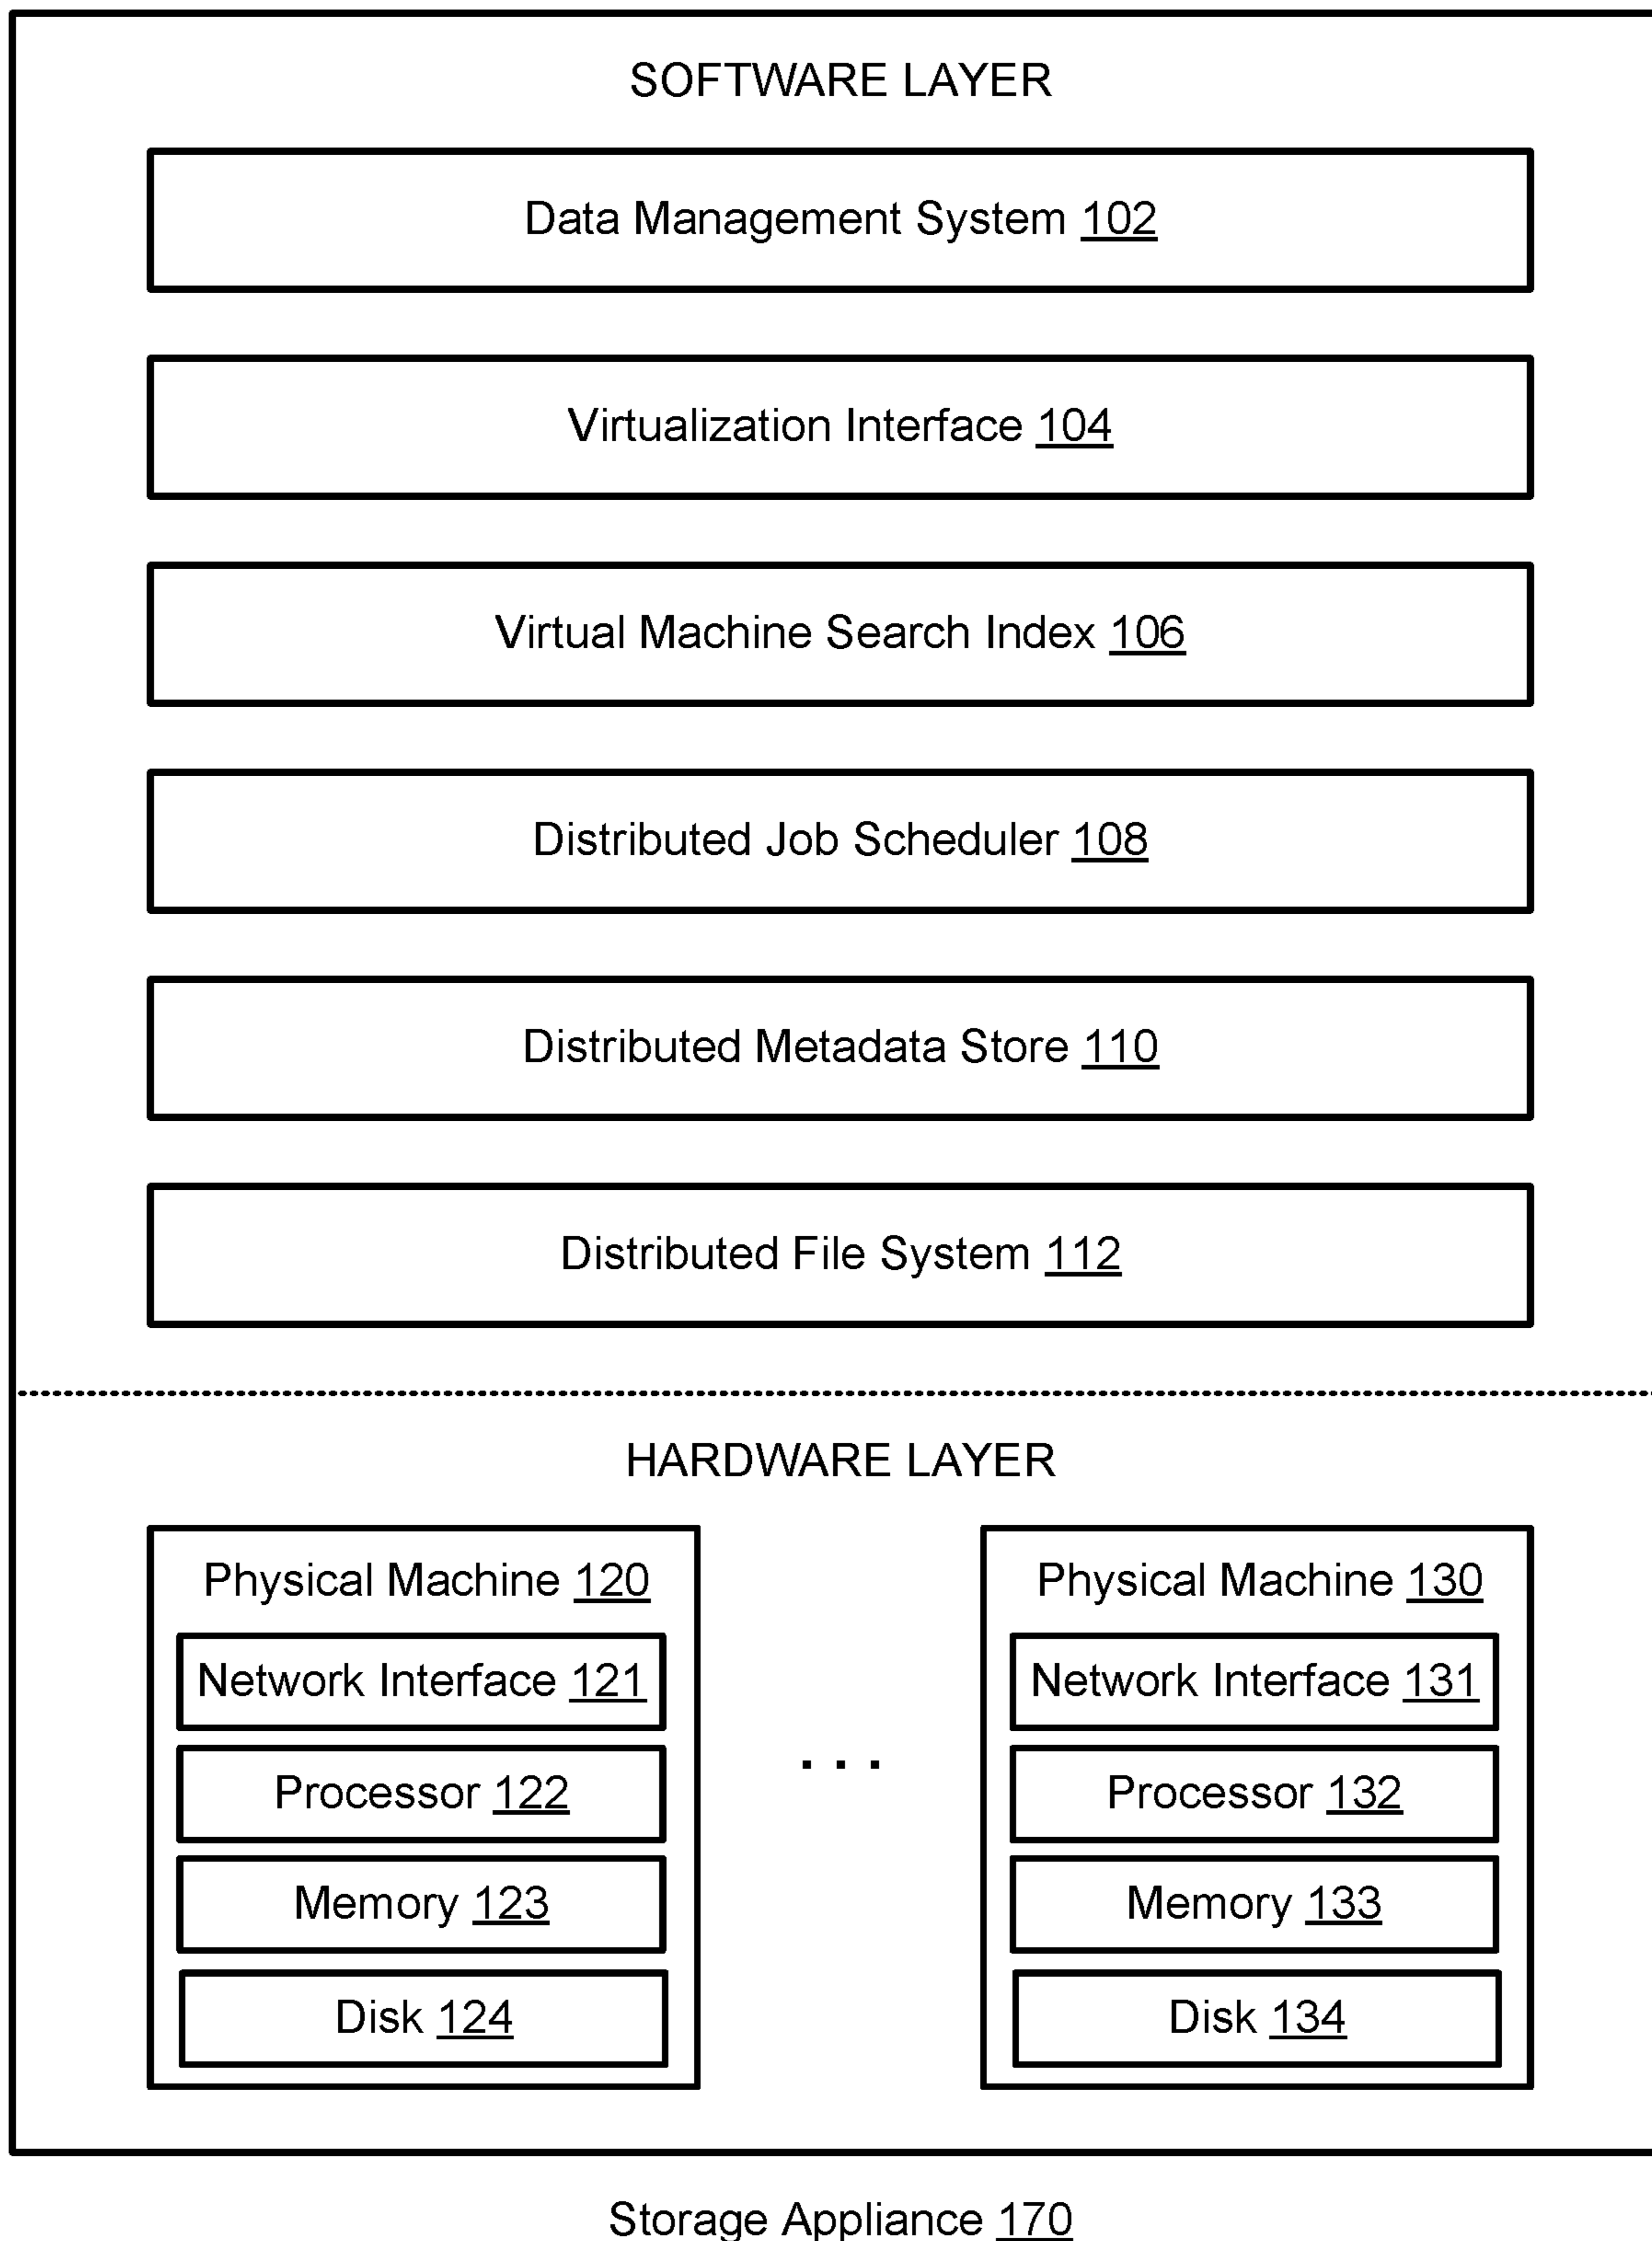 SOFTWARE LAYER
Data Management System 102
Virtualization Interface 104
Virtual Machine Search Index 106
Distributed Job Scheduler 108
Distributed Metadata Store 110
Distributed File System 112
HARDWARE LAYER
Physical Machine 120
Network Interface 121
Processor 122
Memory 123
Disk 124
. . .
Physical Machine 130
Network Interface 131
Processor 132
Memory 133
Disk 134
Storage Appliance 170